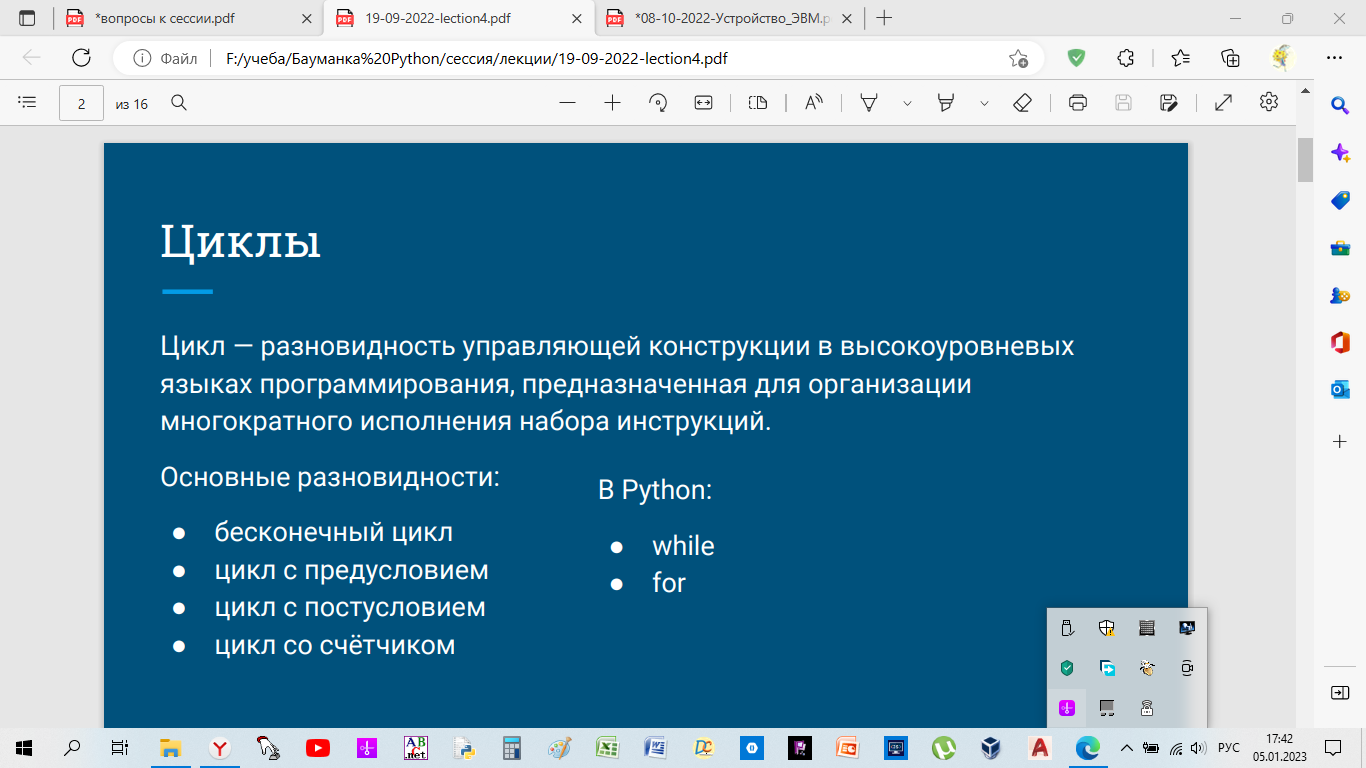 *вопросы к сессии.pdf
19-09-2022-lection4.pdf
*08-10-2022-Устройство_ЭВМ.p
Файл
F:/учеба/Бауманка%20Python/сессия/лекции/19-09-2022-lection4.pdf
2 из 16
Циклы
Цикл — разновидность управляющей конструкции в высокоуровневых
языках программирования, предназначенная для организации
многократного исполнения набора инструкций.
Основные разновидности:
● бесконечный цикл
● цикл с предусловием
● цикл с постусловием
● цикл со счётчиком
В Python:
● while
● for
РУС
17:42
05.01.2023